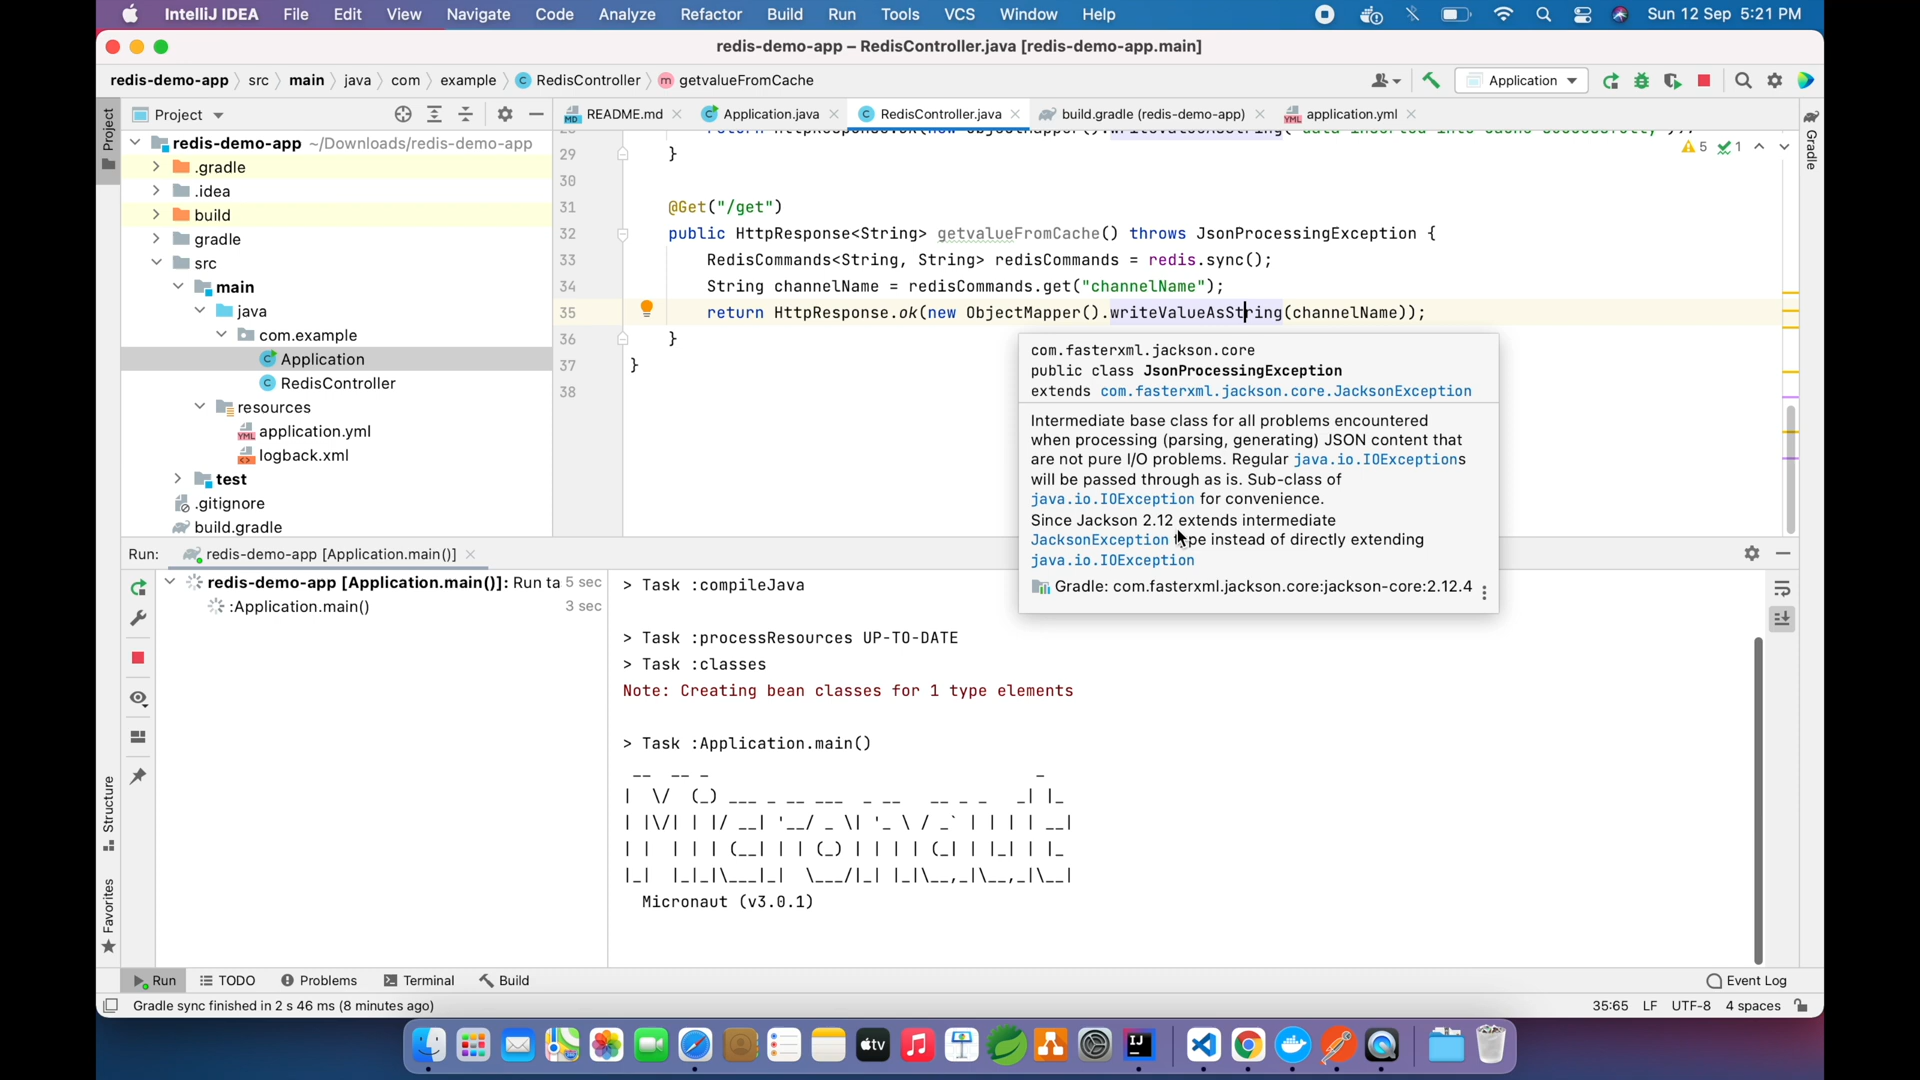 IntelliJ IDEA File Edit View Navigate Code Analyze Refactor Build Run Tools VCS Window Help Sun 12 Sep 5:21 PM
redis-demo-app – RedisController.java [redis-demo-app.main]
redis-demo-app src main java com example RedisController getvalueFromCache Application
Project README.md Application.java RedisController.java build.gradle (redis-demo-app) application.yml
Project
Gradle
redis-demo-app ~/Downloads/redis-demo-app
.gradle
.idea
build
gradle
src
main
java
com.example
Application
RedisController
resources
application.yml
logback.xml
test
.gitignore
build.gradle
5 1
29 }
30
31 @Get("/get")
32 public HttpResponse<String> getvalueFromCache() throws JsonProcessingException {
33 RedisCommands<String, String> redisCommands = redis.sync();
34 String channelName = redisCommands.get("channelName");
35 return HttpResponse.ok(new ObjectMapper().writeValueAsString(channelName));
36 }
37 }
38
com.fasterxml.jackson.core
public class JsonProcessingException
extends com.fasterxml.jackson.core.JacksonException
Intermediate base class for all problems encountered
when processing (parsing, generating) JSON content that
are not pure I/O problems. Regular java.io.IOExceptions
will be passed through as is. Sub-class of
java.io.IOException for convenience.
Since Jackson 2.12 extends intermediate
JacksonException type instead of directly extending
java.io.IOException
Gradle: com.fasterxml.jackson.core:jackson-core:2.12.4
Run: redis-demo-app [Application.main()]
redis-demo-app [Application.main()]: Run ta 5 sec
:Application.main() 3 sec
> Task :compileJava
> Task :processResources UP-TO-DATE
> Task :classes
Note: Creating bean classes for 1 type elements
> Task :Application.main()
Micronaut (v3.0.1)
Structure
Favorites
Run TODO Problems Terminal Build Event Log
Gradle sync finished in 2 s 46 ms (8 minutes ago) 35:65 LF UTF-8 4 spaces
tv
IJ